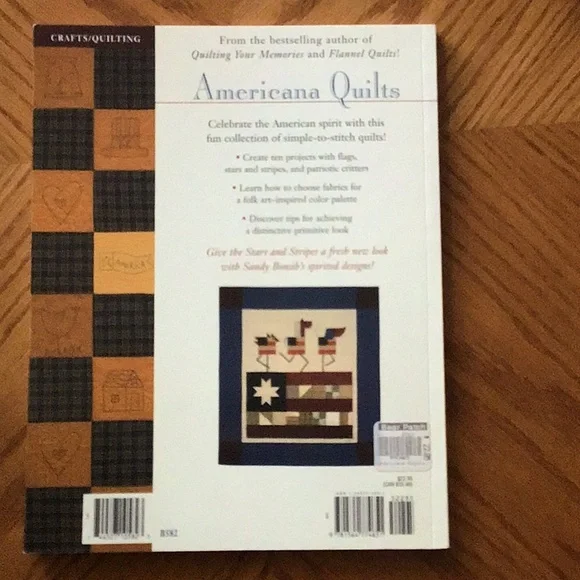 CRAFTS/QUILTING
From the bestselling author of
Quilting Your Memories and Flannel Quilts!
Americana Quilts
Celebrate the American spirit with this
fun collection of simple-to-stitch quilts!
• Create ten projects with flags,
stars and stripes, and patriotic critters
• Learn how to choose fabrics for
a folk art–inspired color palette
• Discover tips for achieving
a distinctive primitive look
Give the Stars and Stripes a fresh new look
with Sandy Bonsib's spirited designs!
Bear Patch
52295
B382